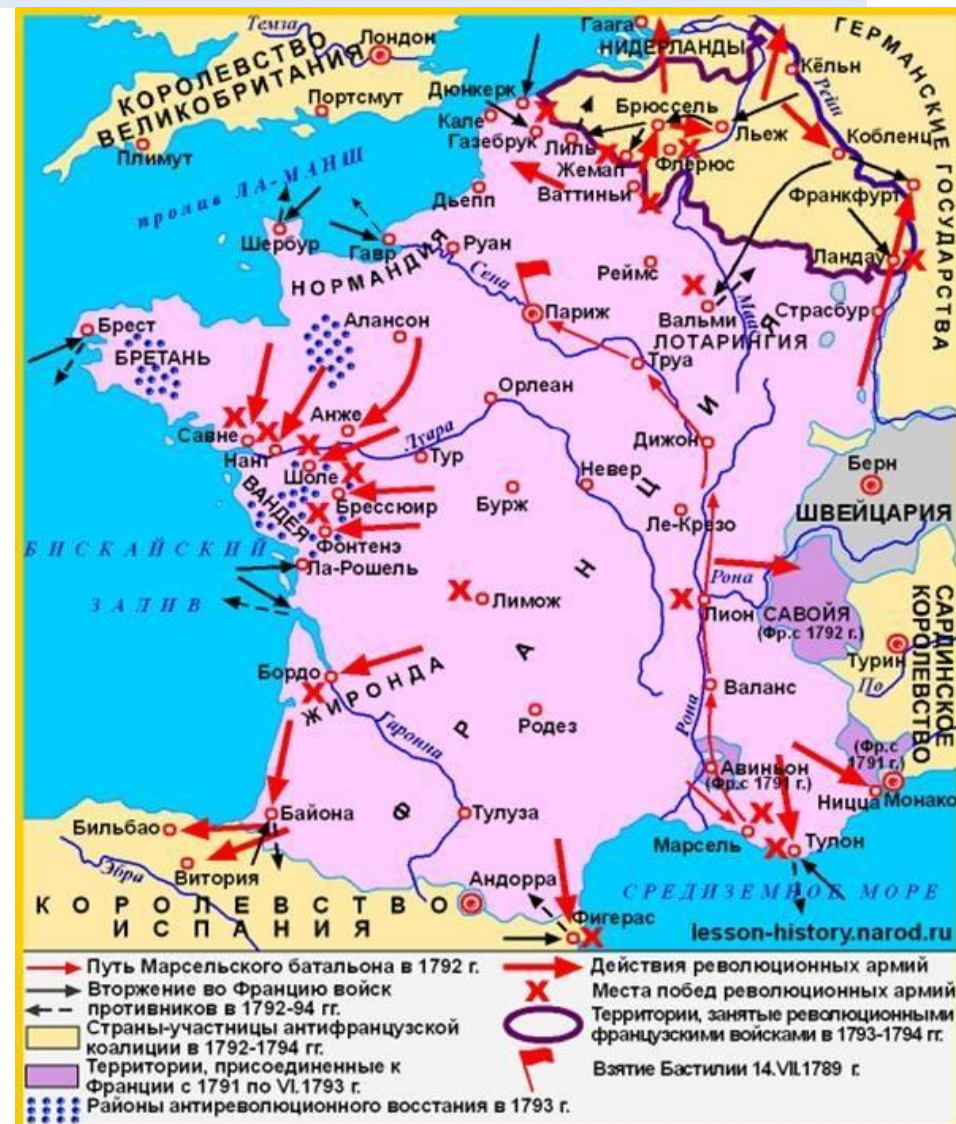 Темза
Лондон
КОРОЛЕВСТВО
ВЕЛИКОБРИТАНИЯ
Портсмут
Плимут
пролив ЛА-МАНШ
Гаага
НИДЕРЛАНДЫ
ГЕРМАНСКИЕ ГОСУДАРСТВА
Кёльн
Рейн
Дюнкерк
Кале
Газебрук
Лиль
Брюссель
Льеж
Кобленц
Жемап
Флерюс
Ваттиньи
Франкфурт
Дьепп
Шербур
Гавр
Руан
НОРМАНДИЯ
Сена
Реймс
Ландау
Маас
Париж
Вальми
Страсбур
ЛОТАРИНГИЯ
Брест
БРЕТАНЬ
Алансон
Труа
Орлеан
Анже
Луара
Савне
Нант
Тур
Дижон
Шоле
ВАНДЕЯ
Брессюир
Невер
Берн
Бурж
Ле-Крезо
ШВЕЙЦАРИЯ
Фонтенэ
БИСКАЙСКИЙ
ЗАЛИВ
Ла-Рошель
Рона
Лимож
Лион
САВОЙЯ
(Фр.с 1792 г.)
САРДИНСКОЕ
КОРОЛЕВСТВО
Турин
По
Бордо
ЖИРОНДА
Валанс
Гаронна
Родез
Рона
ФРАНЦИЯ
Авиньон
(Фр.с 1791 г.)
(Фр.с
1791 г.)
Ницца
Монако
Байона
Тулуза
Бильбао
Марсель
Тулон
Витория
Эбра
Андорра
СРЕДИЗЕМНОЕ МОРЕ
КОРОЛЕВСТВО
ИСПАНИЯ
Фигерас
lesson-history.narod.ru
Путь Марсельского батальона в 1792 г.
Вторжение во Францию войск
противников в 1792-94 гг.
Страны-участницы антифранцузской
коалиции в 1792-1794 гг.
Территории, присоединенные к
Франции с 1791 по VI.1793 г.
Районы антиреволюционного восстания в 1793 г.
Действия революционных армий
Места побед революционных армий
Территории, занятые революционными
французскими войсками в 1793-1794 гг.
Взятие Бастилии 14.VII.1789 г.